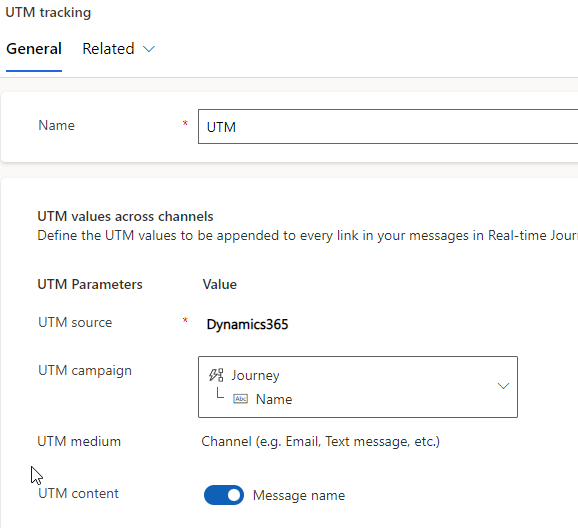 UTM tracking
General Related
Name * UTM
UTM values across channels
Define the UTM values to be appended to every link in your messages in Real-time Jour
UTM Parameters Value
UTM source * Dynamics365
UTM campaign Journey
Abc Name
UTM medium Channel (e.g. Email, Text message, etc.)
UTM content Message name